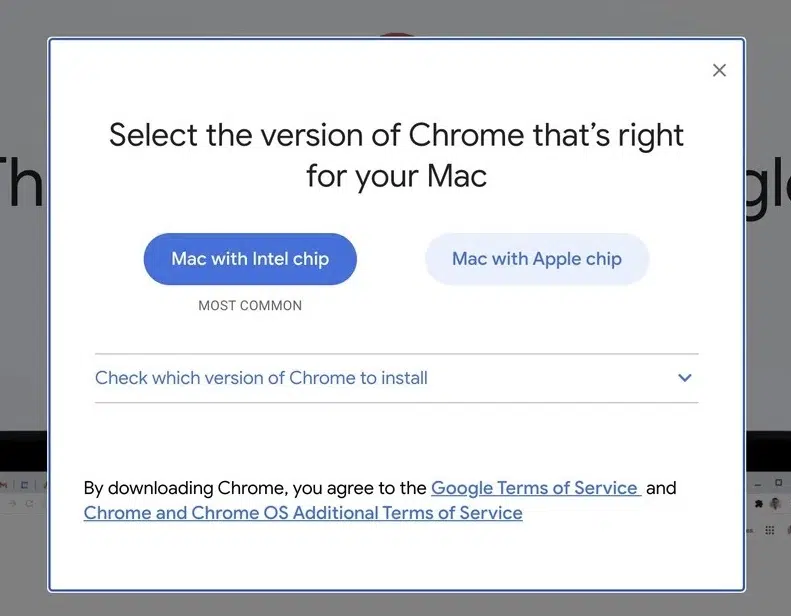 Select the version of Chrome that's right
for your Mac
Mac with Intel chip
Mac with Apple chip
MOST COMMON
Check which version of Chrome to install
By downloading Chrome, you agree to the Google Terms of Service and
Chrome and Chrome OS Additional Terms of Service